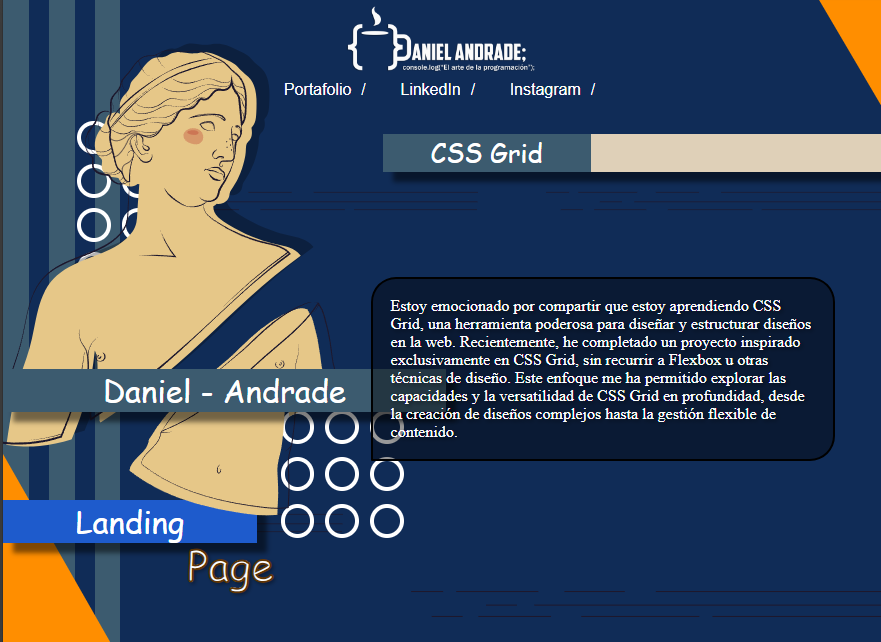 DANIEL ANDRADE;
console.log("El arte de la programación");
Portafolio / LinkedIn / Instagram /
CSS Grid
Estoy emocionado por compartir que estoy aprendiendo CSS
Grid, una herramienta poderosa para diseñar y estructurar diseños
en la web. Recientemente, he completado un proyecto inspirado
exclusivamente en CSS Grid, sin recurrir a Flexbox u otras
técnicas de diseño. Este enfoque me ha permitido explorar las
capacidades y la versatilidad de CSS Grid en profundidad, desde
la creación de diseños complejos hasta la gestión flexible de
contenido.
Daniel - Andrade
Landing
Page